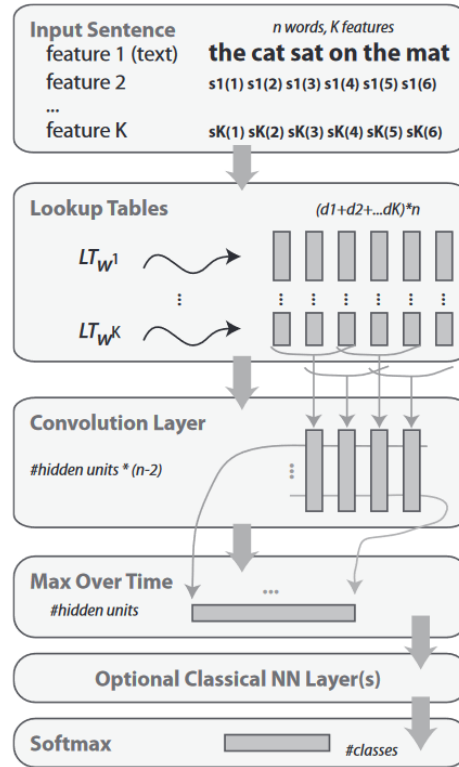 Input Sentence
n words, K features
feature 1 (text) the cat sat on the mat
feature 2 s1(1) s1(2) s1(3) s1(4) s1(5) s1(6)
...
feature K sK(1) sK(2) sK(3) sK(4) sK(5) sK(6)
Lookup Tables
(d1+d2+...dK)*n
LTW1
...
LTWK
Convolution Layer
#hidden units * (n-2)
Max Over Time
#hidden units
...
Optional Classical NN Layer(s)
Softmax
#classes